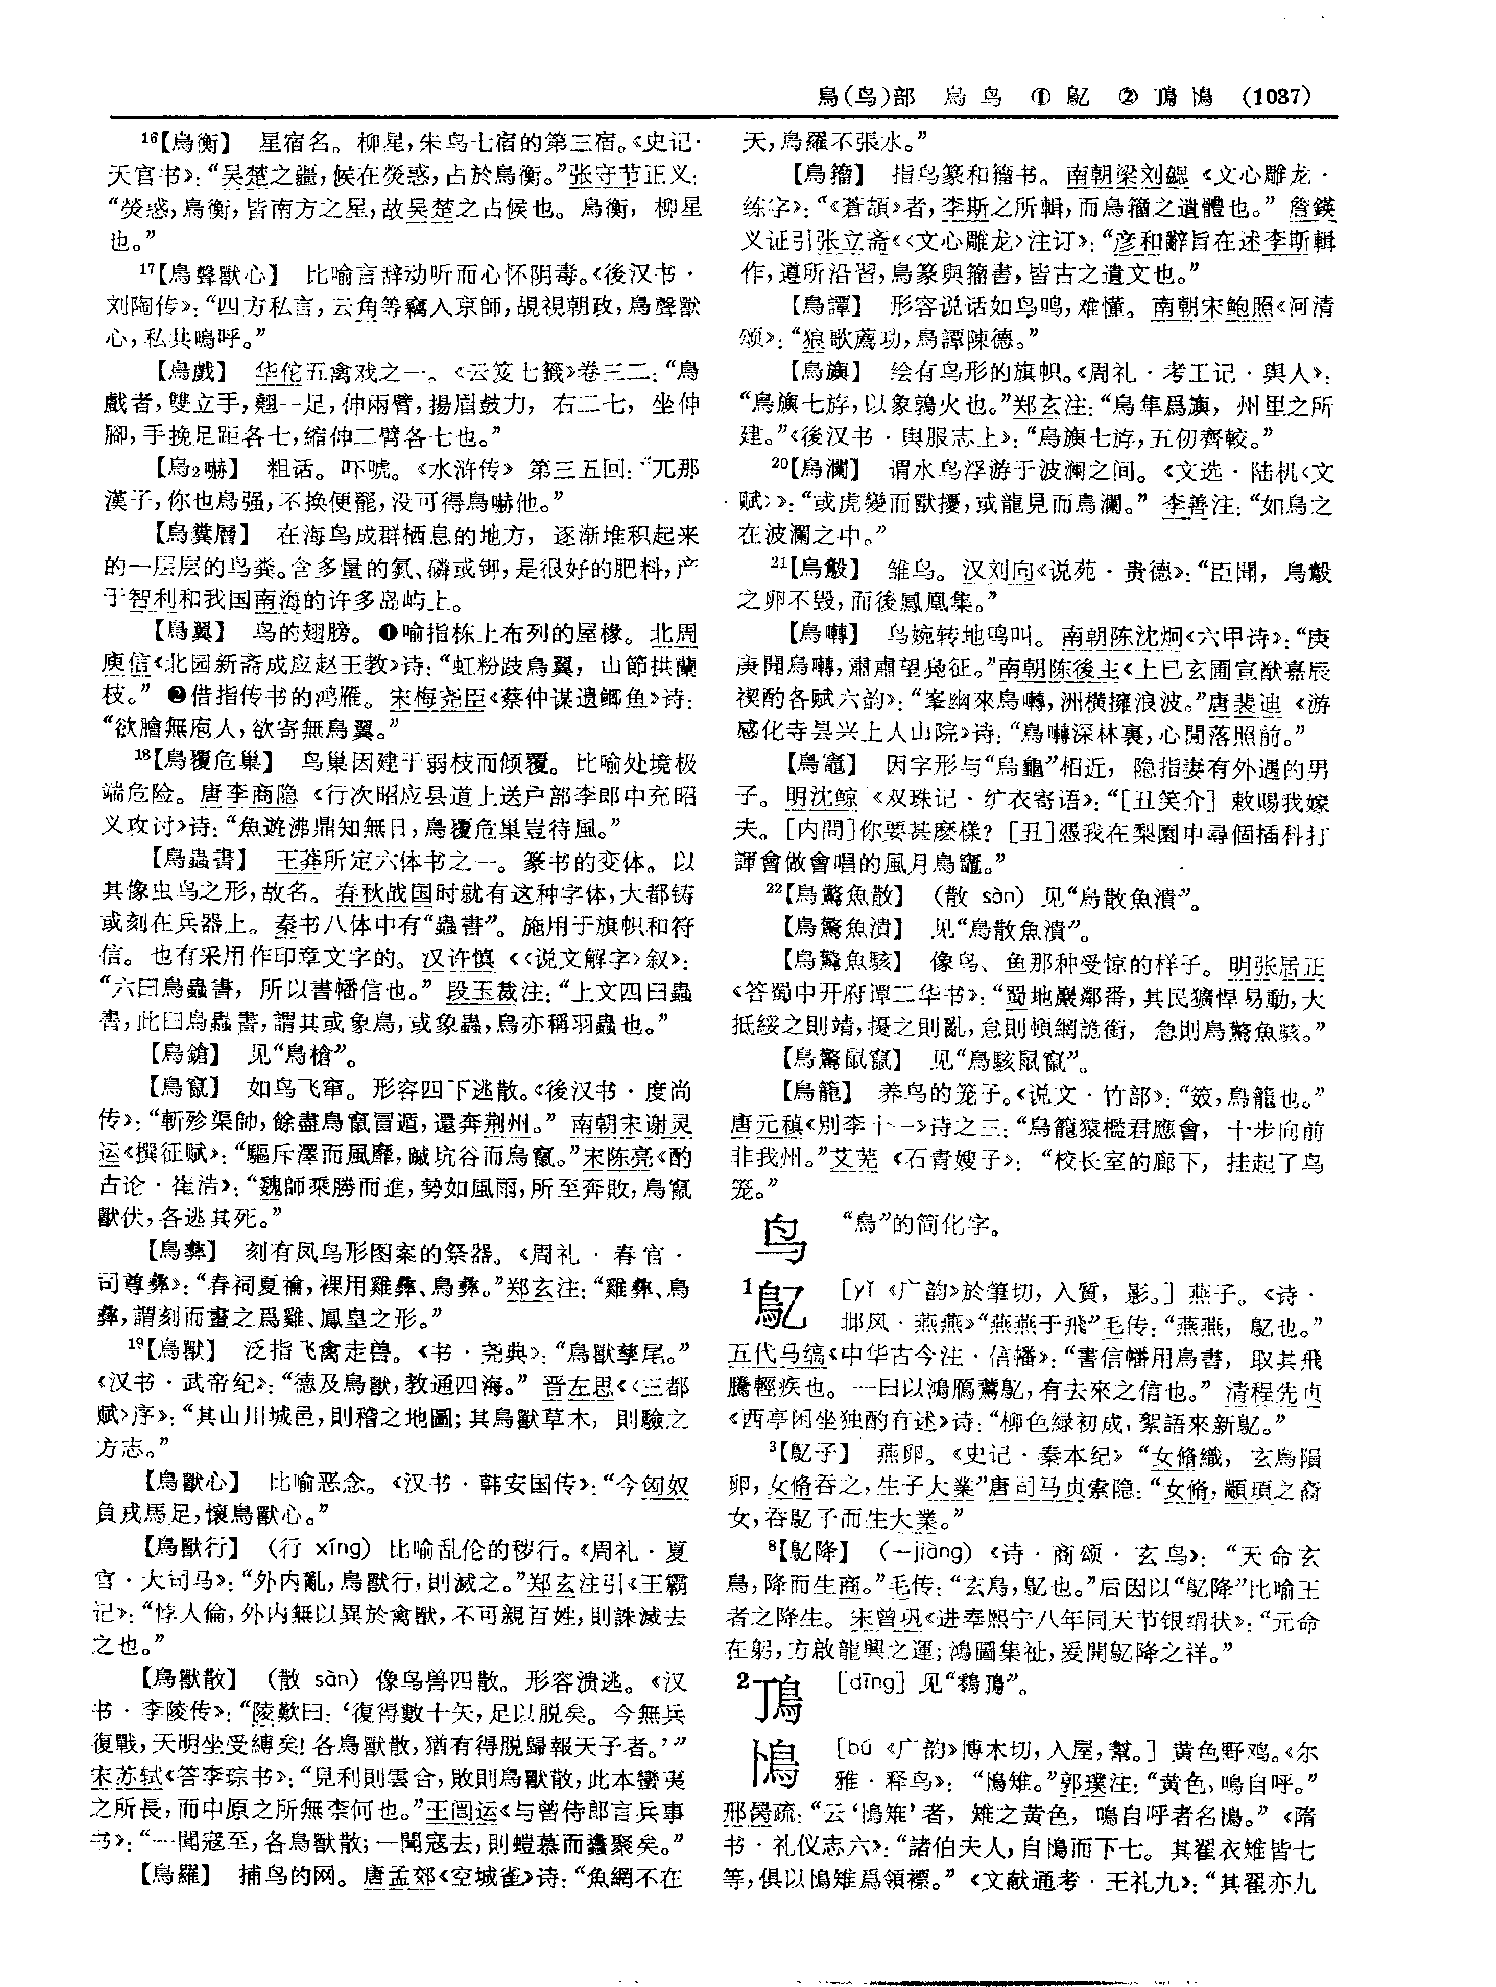 鳥(鸟)部 鳥 鸟 ① 鳦 ② 鳭 鳪 (1037)
¹⁶【鳥衡】 星宿名。柳星,朱鸟七宿的第三宿。《史记·
天官书》:“吴楚之疆,候在熒惑,占於鳥衡。”张守节正义:
“熒惑,鳥衡,皆南方之星,故吴楚之占候也。鳥衡,柳星
也。”
¹⁷【鳥聲獸心】 比喻言辞动听而心怀阴毒。《後汉书·
刘陶传》:“四方私言,云角等竊入京師,覘視朝政,鳥聲獸
心,私共鳴呼。”
【鳥戲】 华佗五禽戏之一。《云笈七籤》卷三二:“鳥
戲者,雙立手,翹一足,伸兩臂,揚眉鼓力,右二七,坐伸
腳,手挽足距各七,縮伸二臂各七也。”
【鳥₂嚇】 粗话。吓唬。《水浒传》第三五回:“兀那
漢子,你也鳥强,不换便罷,没可得鳥嚇他。”
【鳥糞層】 在海鸟成群栖息的地方,逐渐堆积起来
的一层层的鸟粪。含多量的氮、磷或钾,是很好的肥料,产
于智利和我国南海的许多岛屿上。
【鳥翼】 鸟的翅膀。❶喻指栋上布列的屋椽。北周
庾信《北园新斋成应赵王教》诗:“虹粉跂鳥翼,山節拱蘭
枝。” ❷借指传书的鸿雁。宋梅尧臣《蔡仲谋遗鲫鱼》诗:
“欲膾無庖人,欲寄無鳥翼。”
¹⁸【鳥覆危巢】 鸟巢因建于弱枝而倾覆。比喻处境极
端危险。唐李商隐《行次昭应县道上送户部李郎中充昭
义攻讨》诗:“魚遊沸鼎知無日,鳥覆危巢豈待風。”
【鳥蟲書】 王莽所定六体书之一。篆书的变体。以
其像虫鸟之形,故名。春秋战国时就有这种字体,大都铸
或刻在兵器上。秦书八体中有“蟲書”。施用于旗帜和符
信。也有采用作印章文字的。汉许慎《〈说文解字〉叙》:
“六曰鳥蟲書,所以書幡信也。”段玉裁注:“上文四曰蟲
書,此曰鳥蟲書,謂其或象鳥,或象蟲,鳥亦稱羽蟲也。”
【鳥鎗】 见“鳥槍”。
【鳥竄】 如鸟飞窜。形容四下逃散。《後汉书·度尚
传》:“斬殄渠帥,餘盡鳥竄冒遁,還奔荆州。”南朝宋谢灵
运《撰征赋》:“驅斥澤而風靡,蹴坑谷而鳥竄。”宋陈亮《酌
古论·崔浩》:“魏師乘勝而進,勢如風雨,所至奔敗,鳥竄
獸伏,各逃其死。”
【鳥彝】 刻有凤鸟形图案的祭器。《周礼·春官·
司尊彝》:“春祠夏禴,祼用雞彝、鳥彝。”郑玄注:“雞彝、鳥
彝,謂刻而畫之爲雞、鳳皇之形。”
¹⁹【鳥獸】 泛指飞禽走兽。《书·尧典》:“鳥獸孳尾。”
《汉书·武帝纪》:“德及鳥獸,教通四海。”晋左思《〈三都
赋〉序》:“其山川城邑,則稽之地圖;其鳥獸草木,則驗之
方志。”
【鳥獸心】 比喻恶念。《汉书·韩安国传》:“今匈奴
負戎馬足,懷鳥獸心。”
【鳥獸行】 (行 xíng) 比喻乱伦的秽行。《周礼·夏
官·大司马》:“外内亂,鳥獸行,則滅之。”郑玄注引《王霸
记》:“悖人倫,外内無以異於禽獸,不可親百姓,則誅滅去
之也。”
【鳥獸散】 (散 sàn) 像鸟兽四散。形容溃逃。《汉
书·李陵传》:“陵歎曰:‘復得數十矢,足以脱矣。今無兵
復戰,天明坐受縛矣!各鳥獸散,猶有得脱歸報天子者。’”
宋苏轼《答李琮书》:“見利則雲合,敗則鳥獸散,此本蠻夷
之所長,而中原之所無柰何也。”王闿运《与曾侍郎言兵事
书》:“一聞寇至,各鳥獸散;一聞寇去,則螘慕而蠭聚矣。”
【鳥羅】 捕鸟的网。唐孟郊《空城雀》诗:“魚網不在
天,鳥羅不張水。”
【鳥籀】 指鸟篆和籀书。南朝梁刘勰《文心雕龙·
练字》:“《蒼頡》者,李斯之所輯,而鳥籀之遺體也。”詹鍈
义证引张立斋《〈文心雕龙〉注订》:“彦和辭旨在述李斯輯
作,遵所沿習,鳥篆與籀書,皆古之遺文也。”
【鳥譚】 形容说话如鸟鸣,难懂。南朝宋鲍照《河清
颂》:“狼歌薦功,鳥譚陳德。”
【鳥旟】 绘有鸟形的旗帜。《周礼·考工记·輿人》:
“鳥旟七斿,以象鶉火也。”郑玄注:“鳥隼爲旟,州里之所
建。”《後汉书·舆服志上》:“鳥旟七斿,五仞齊較。”
²⁰【鳥瀾】 谓水鸟浮游于波澜之间。《文选·陆机〈文
赋〉》:“或虎變而獸擾,或龍見而鳥瀾。”李善注:“如鳥之
在波瀾之中。”
²¹【鳥鷇】 雏鸟。汉刘向《说苑·贵德》:“臣聞,鳥鷇
之卵不毁,而後鳳凰集。”
【鳥囀】 鸟婉转地鸣叫。南朝陈沈炯《六甲诗》:“庚
庚聞鳥囀,肅肅望鳧征。”南朝陈後主《上巳玄圃宣猷嘉辰
禊酌各赋六韵》:“峯幽來鳥囀,洲横擁浪波。”唐裴迪《游
感化寺昙兴上人山院》诗:“鳥囀深林裏,心閒落照前。”
【鳥竈】 因字形与“烏龜”相近,隐指妻有外遇的男
子。明沈鲸《双珠记·纩衣寄语》:“[丑笑介]敕賜我嫁
夫。[内問]你要甚麽樣?[丑]慿我在梨園中尋個插科打
諢會做會唱的風月鳥竈。”
²²【鳥驚魚散】 (散 sàn) 见“鳥散魚潰”。
【鳥驚魚潰】 见“鳥散魚潰”。
【鳥驚魚駭】 像鸟、鱼那种受惊的样子。明张居正
《答蜀中开府谭二华书》:“蜀地巖鄰番,其民獷悍易動,大
抵綏之則靖,擾之則亂,怠則頓網詭銜,急則鳥驚魚駭。”
【鳥驚鼠竄】 见“鳥駭鼠竄”。
【鳥籠】 养鸟的笼子。《说文·竹部》:“笯,鳥籠也。”
唐元稹《别李十一》诗之三:“鳥籠猿檻君應會,十步向前
非我州。”艾芜《石青嫂子》:“校长室的廊下,挂起了鸟
笼。”
鸟 “鳥”的简化字。
¹鳦 [yǐ 《广韵》於筆切,入質,影。] 燕子。《诗·
邶风·燕燕》“燕燕于飞”毛传:“燕燕,鳦也。”
五代马缟《中华古今注·信幡》:“書信幡用鳥書,取其飛
騰輕疾也。一曰以鴻鴈鷰鳦,有去來之信也。”清程先贞
《西亭闲坐独酌有述》诗:“柳色緑初成,絮語來新鳦。”
³【鳦子】 燕卵。《史记·秦本纪》“女脩織,玄鳥隕
卵,女脩吞之,生子大業”唐司马贞索隐:“女脩,顓頊之裔
女,吞鳦子而生大業。”
⁸【鳦降】 (—jiàng) 《诗·商颂·玄鸟》:“天命玄
鳥,降而生商。”毛传:“玄鳥,鳦也。”后因以“鳦降”比喻王
者之降生。宋曾巩《进奉熙宁八年同天节银绢状》:“元命
在躬,方啟龍興之運;鴻圖集祉,爰開鳦降之祥。”
²鳭 [dīng] 见“鷄鳭”。
鳪 [bǔ 《广韵》博木切,入屋,幫。] 黄色野鸡。《尔
雅·释鸟》:“鳪雉。”郭璞注:“黄色,鳴自呼。”
邢昺疏:“云‘鳪雉’者,雉之黄色,鳴自呼者名鳪。”《隋
书·礼仪志六》:“諸伯夫人,自鳪而下七。其翟衣雉皆七
等,俱以鳪雉爲領褾。”《文献通考·王礼九》:“其翟亦九